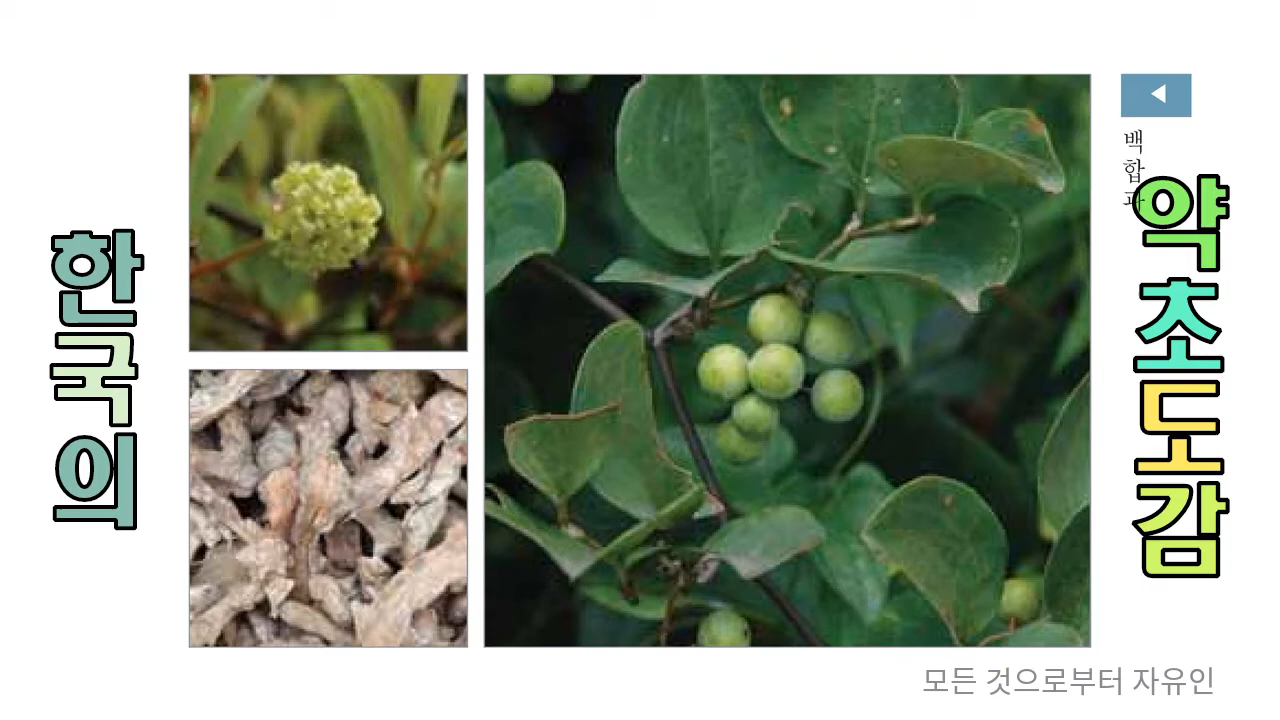 한국의
백합과
약초도감
모든 것으로부터 자유인